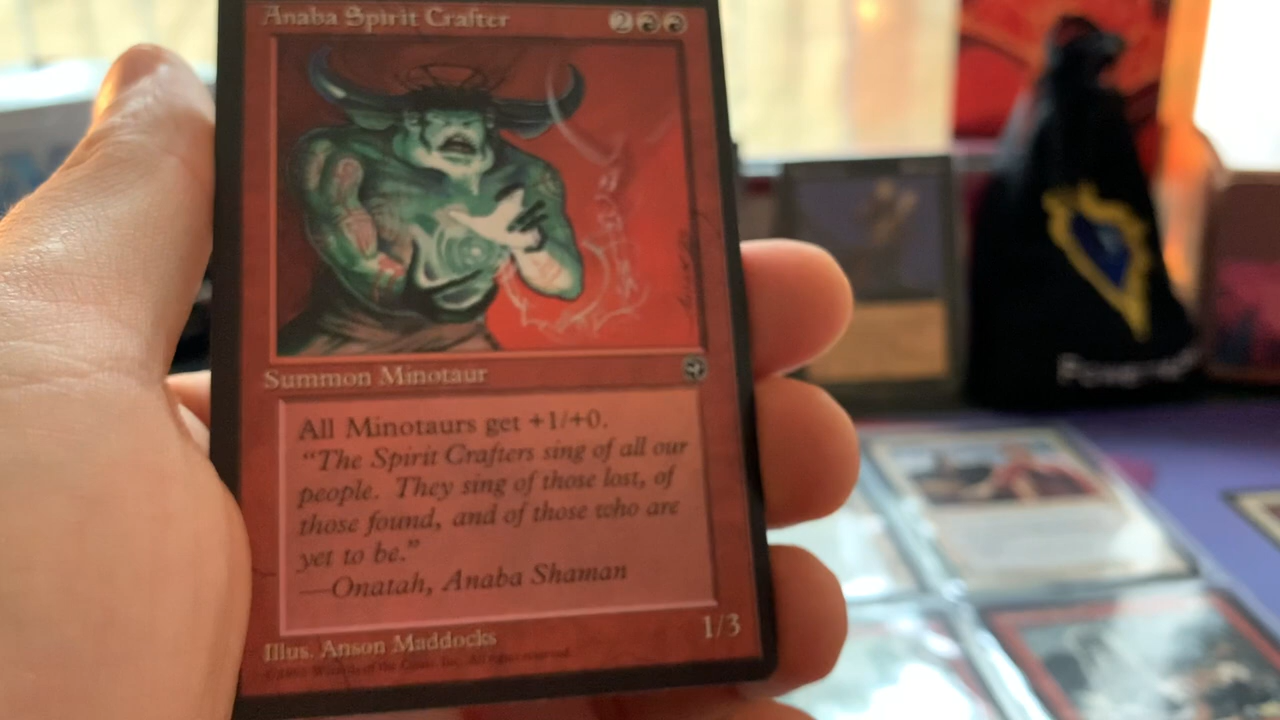 Anaba Spirit Crafter 2
Summon Minotaur
All Minotaurs get +1/+0.
“The Spirit Crafters sing of all our
people. They sing of those lost, of
those found, and of those who are
yet to be.”
—Onatah, Anaba Shaman
1/3
Illus. Anson Maddocks